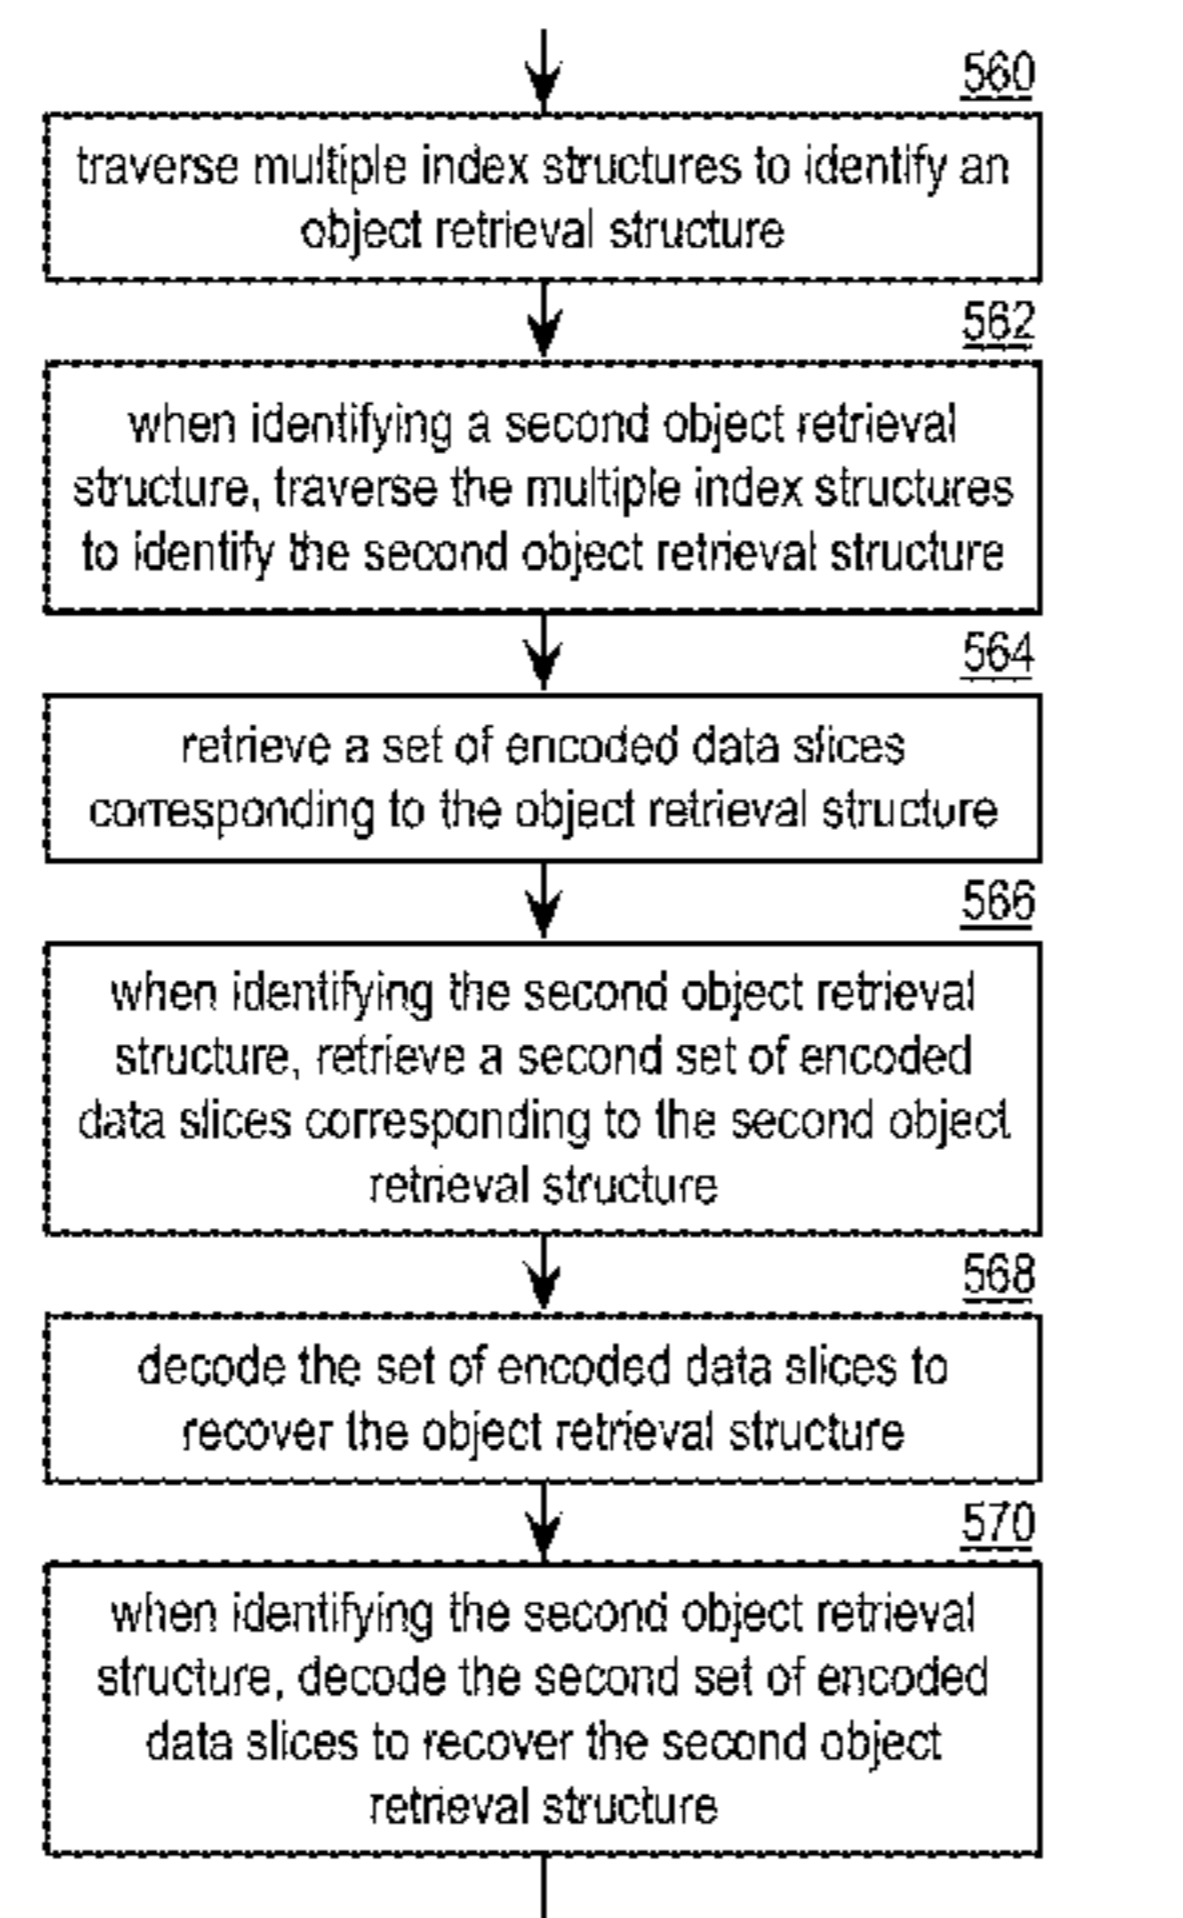 560
traverse multiple index structures to identify an
object retrieval structure
562
when identifying a second object retrieval
structure, traverse the multiple index structures
to identify the second object retrieval structure
564
retrieve a set of encoded data slices
corresponding to the object retrieval structure
566
when identifying the second object retrieval
structure, retrieve a second set of encoded
data slices corresponding to the second object
retrieval structure
568
decode the set of encoded data slices to
recover the object retrieval structure
570
when identifying the second object retrieval
structure, decode the second set of encoded
data slices to recover the second object
retrieval structure